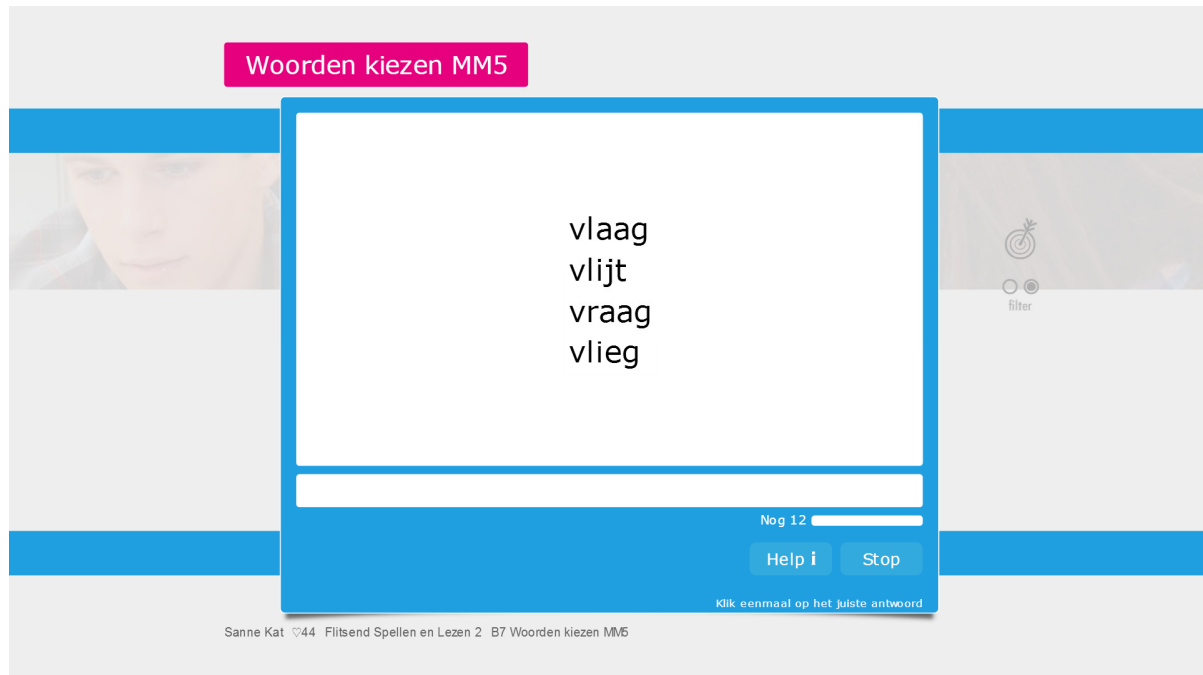 Woorden kiezen MM5
vlaag
vlijt
vraag
vlieg
filter
Nog 12
Help i
Stop
Klik eenmaal op het juiste antwoord
Sanne Kat ♡44 Flitsend Spellen en Lezen 2 B7 Woorden kiezen MM5